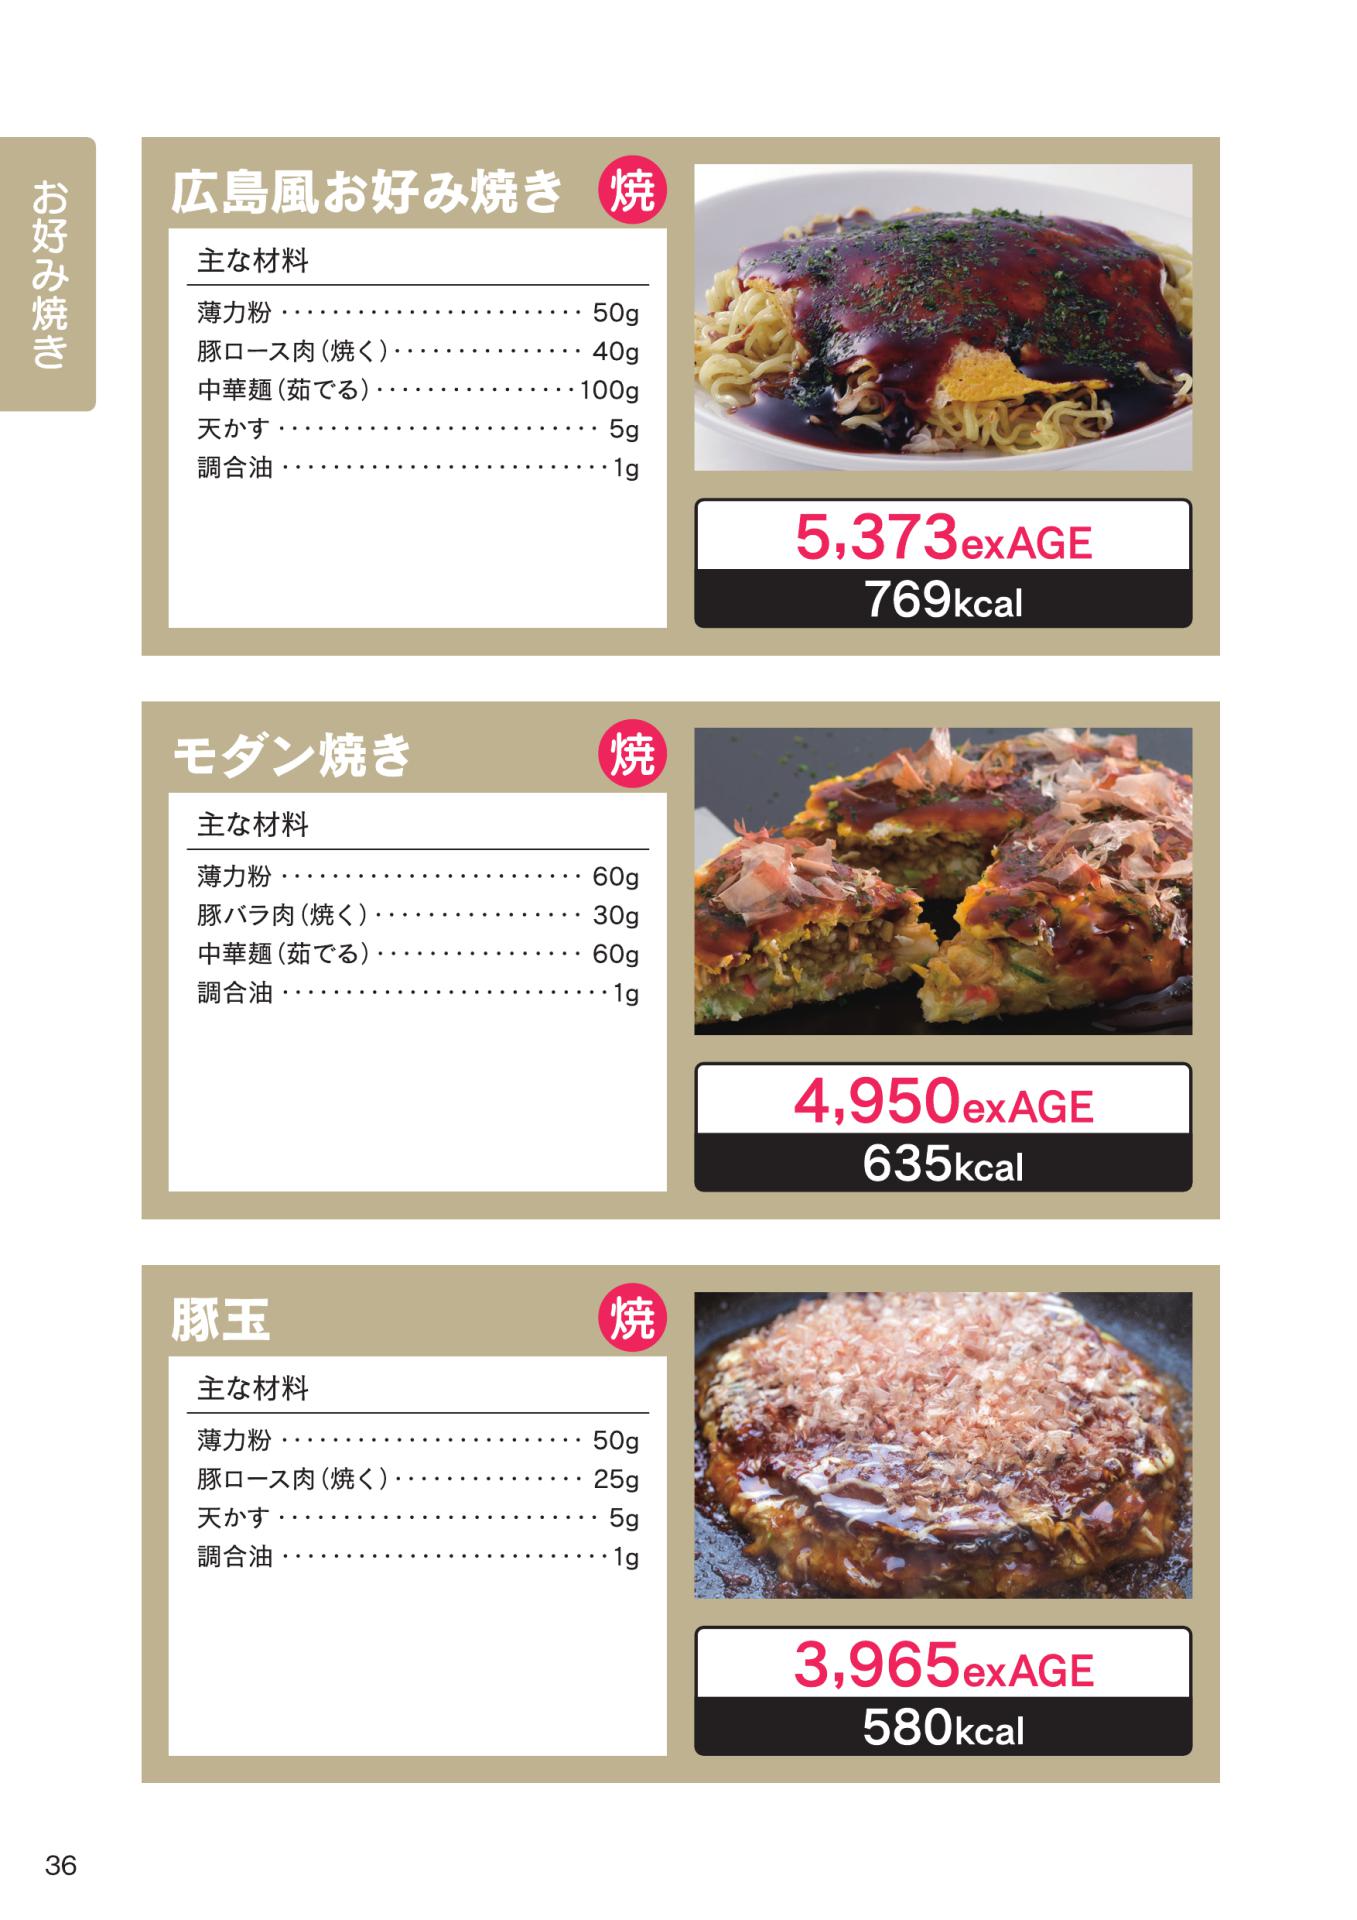 お好み焼き
広島風お好み焼き 焼
主な材料
薄力粉 ························ 50g
豚ロース肉（焼く）··············· 40g
中華麺（茹でる）················100g
天かす ························· 5g
調合油 ··························1g
5,373exAGE
769kcal
モダン焼き 焼
主な材料
薄力粉 ························ 60g
豚バラ肉（焼く）················· 30g
中華麺（茹でる）················ 60g
調合油 ··························1g
4,950exAGE
635kcal
豚玉 焼
主な材料
薄力粉 ························ 50g
豚ロース肉（焼く）··············· 25g
天かす ························· 5g
調合油 ··························1g
3,965exAGE
580kcal
36